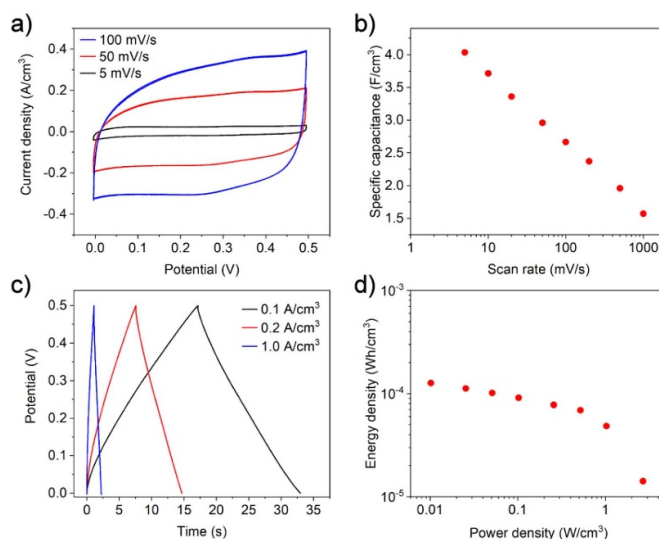 a)
100 mV/s
50 mV/s
5 mV/s
Current density (A/cm³)
0.4
0.2
0.0
-0.2
-0.4
0.0 0.1 0.2 0.3 0.4 0.5
Potential (V)
b)
Specific capacitance (F/cm³)
4.0
3.5
3.0
2.5
2.0
1.5
1 10 100 1000
Scan rate (mV/s)
c)
0.1 A/cm³
0.2 A/cm³
1.0 A/cm³
Potential (V)
0.5
0.4
0.3
0.2
0.1
0.0
0 5 10 15 20 25 30 35
Time (s)
d)
Energy density (Wh/cm³)
10⁻³
10⁻⁴
10⁻⁵
0.01 0.1 1
Power density (W/cm³)